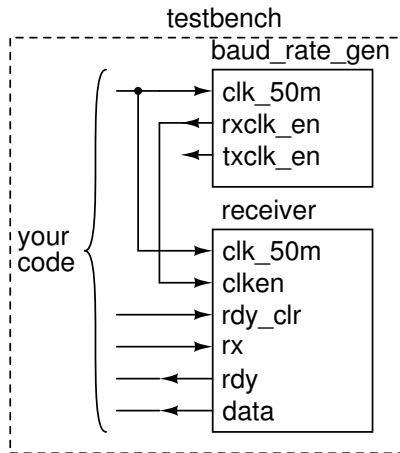 testbench
baud_rate_gen
clk_50m
rxclk_en
txclk_en
receiver
your
code
clk_50m
clken
rdy_clr
rx
rdy
data